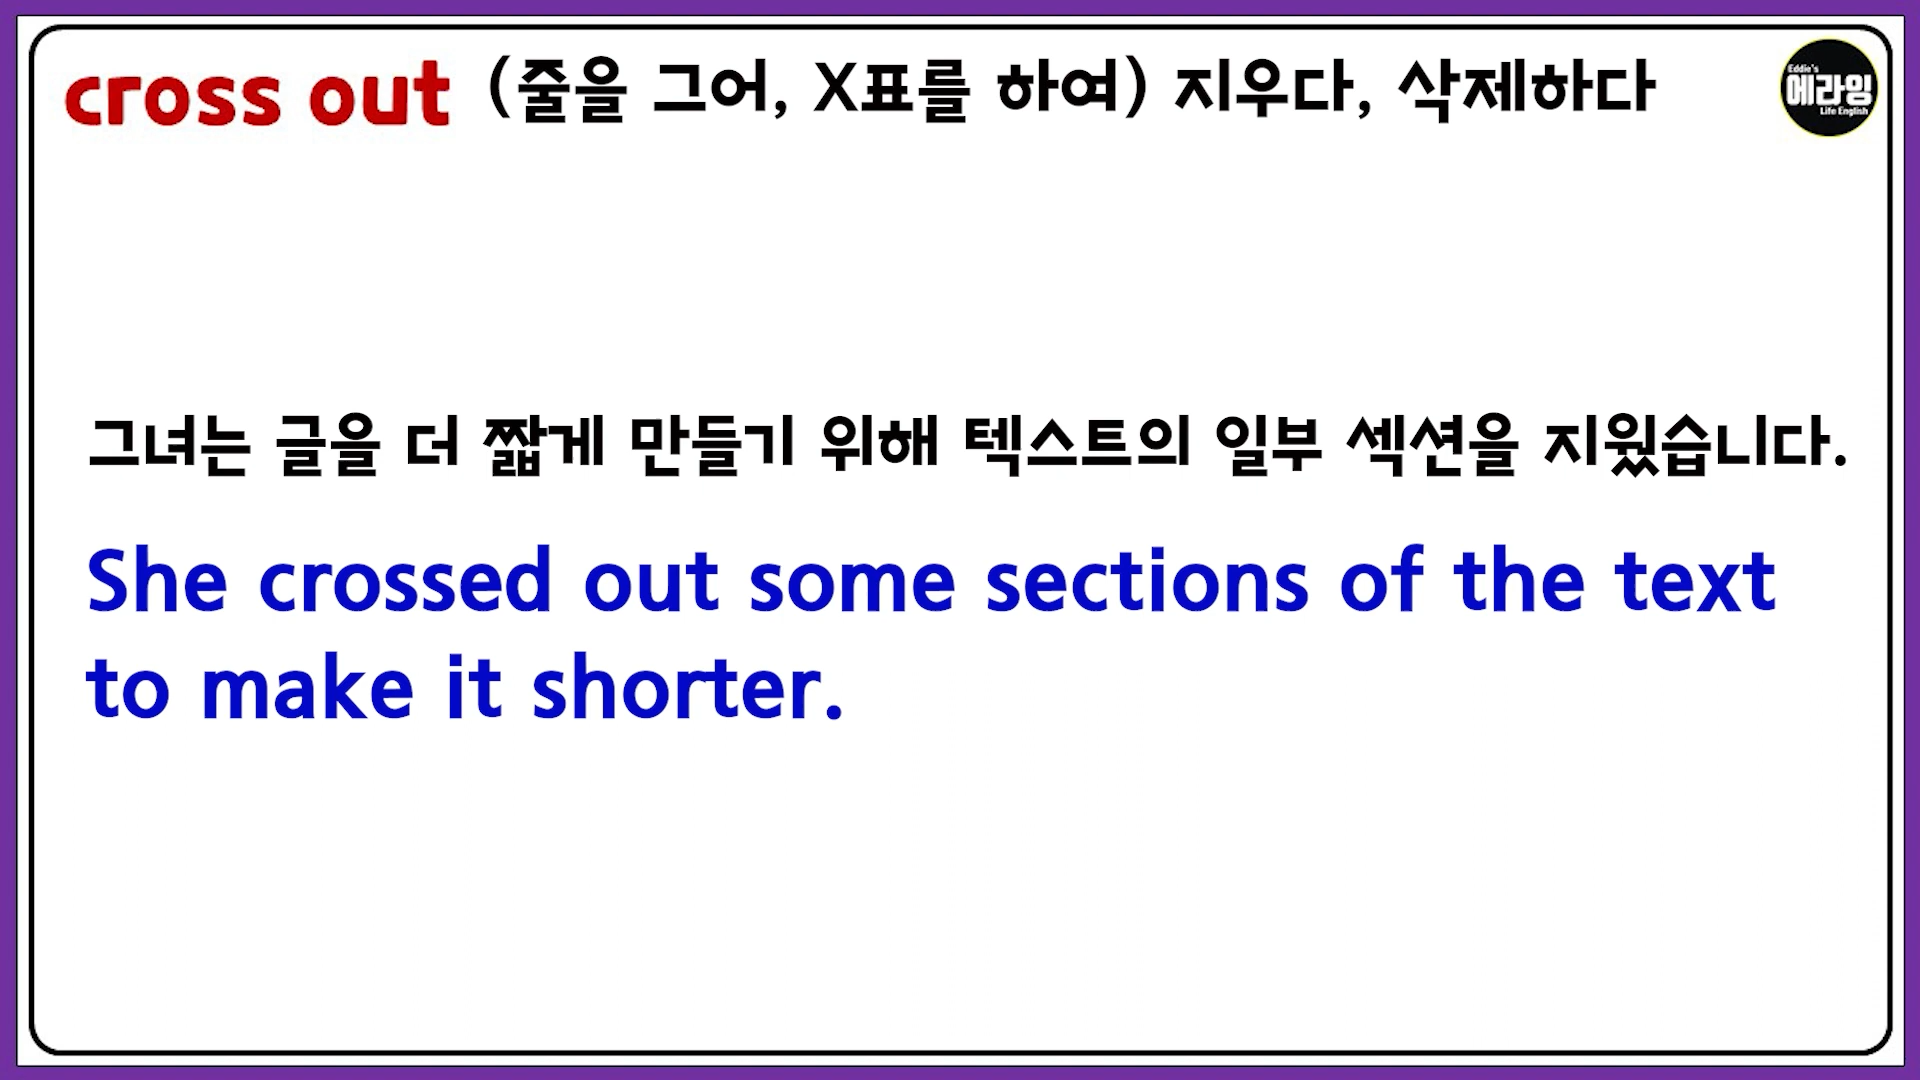 cross out (줄을 그어, X표를 하여) 지우다, 삭제하다
Eddie's
에라잉
Life English
그녀는 글을 더 짧게 만들기 위해 텍스트의 일부 섹션을 지웠습니다.
She crossed out some sections of the text
to make it shorter.